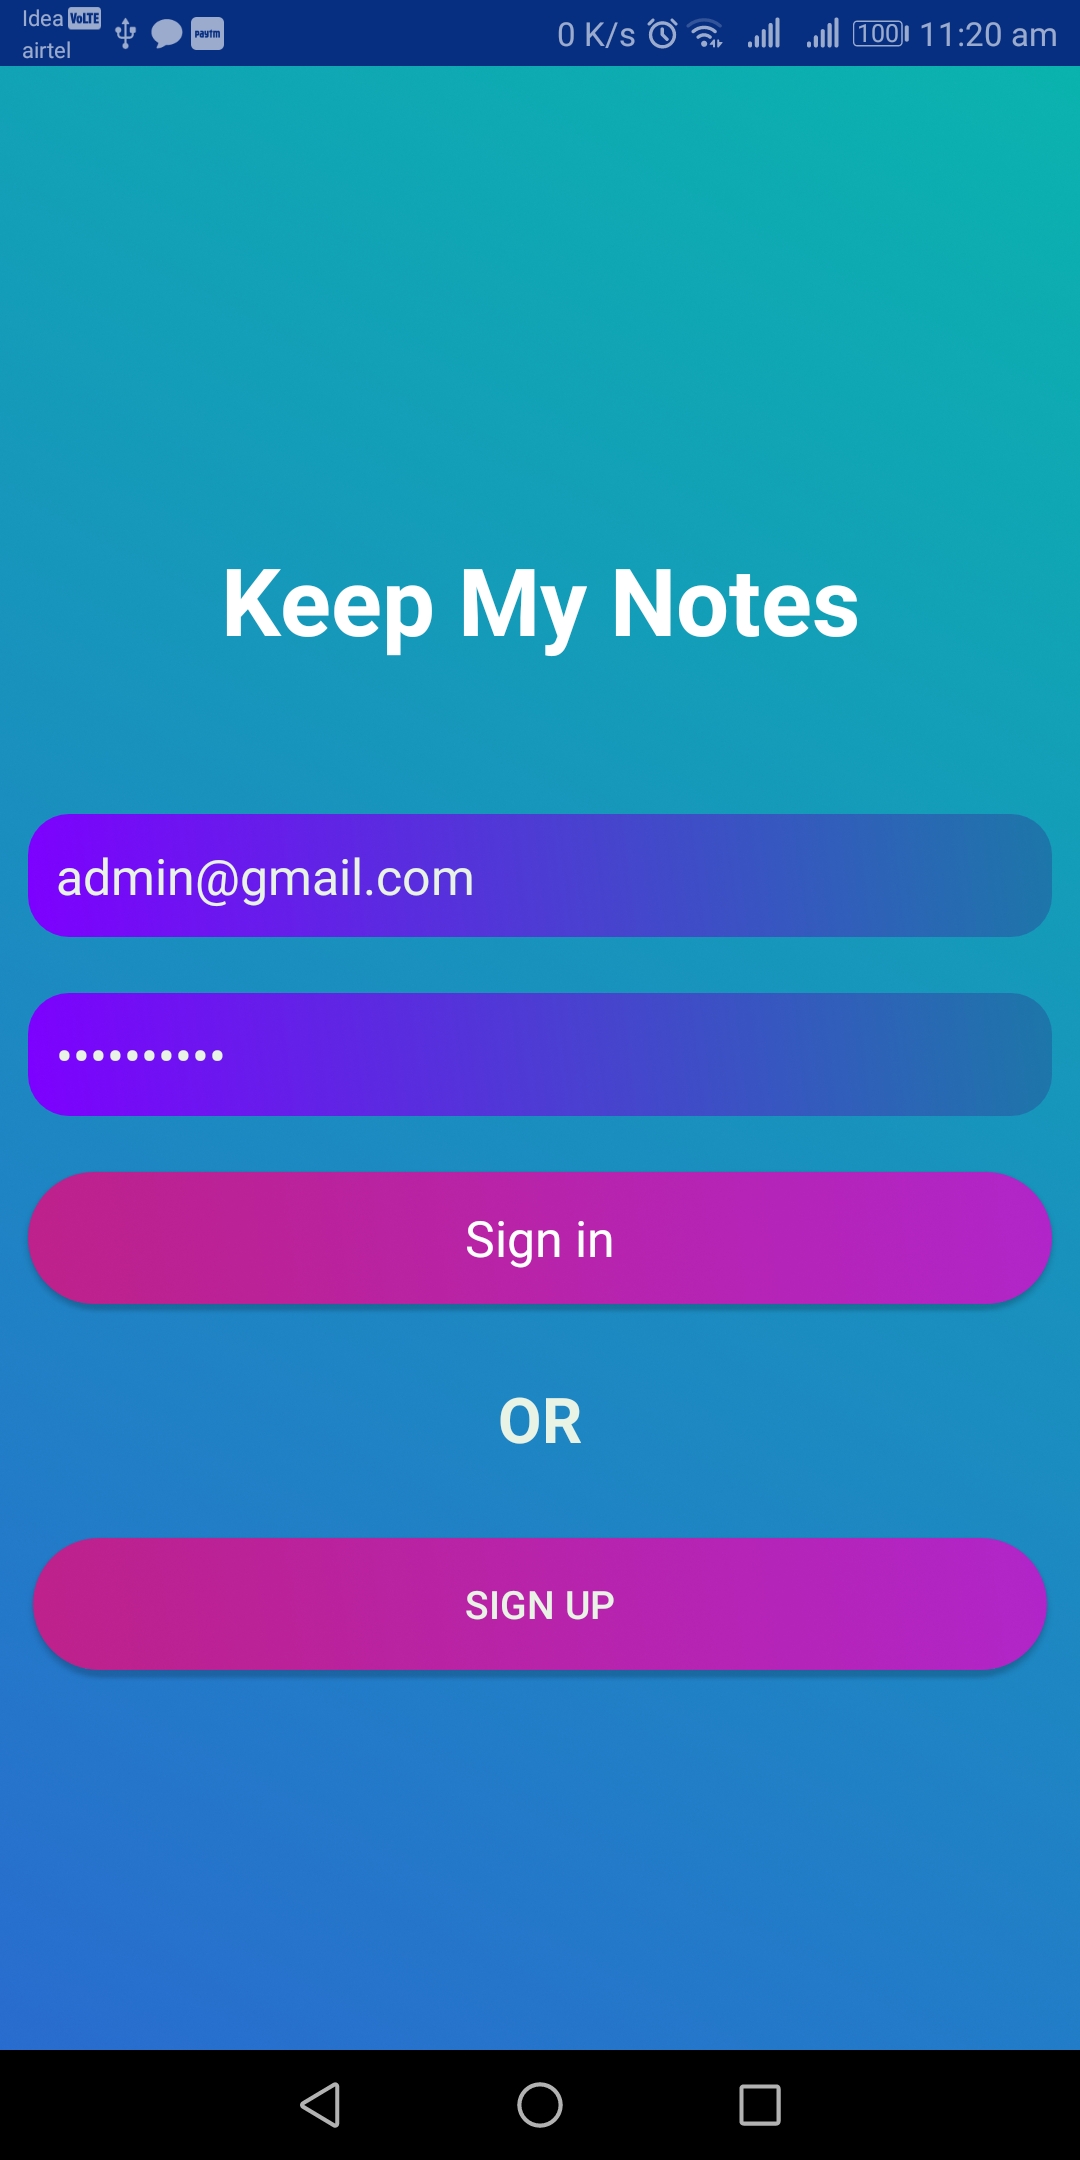 Idea VoLTE
airtel
paytm
0 K/s 100 11:20 am
Keep My Notes
admin@gmail.com
••••••••••
Sign in
OR
SIGN UP